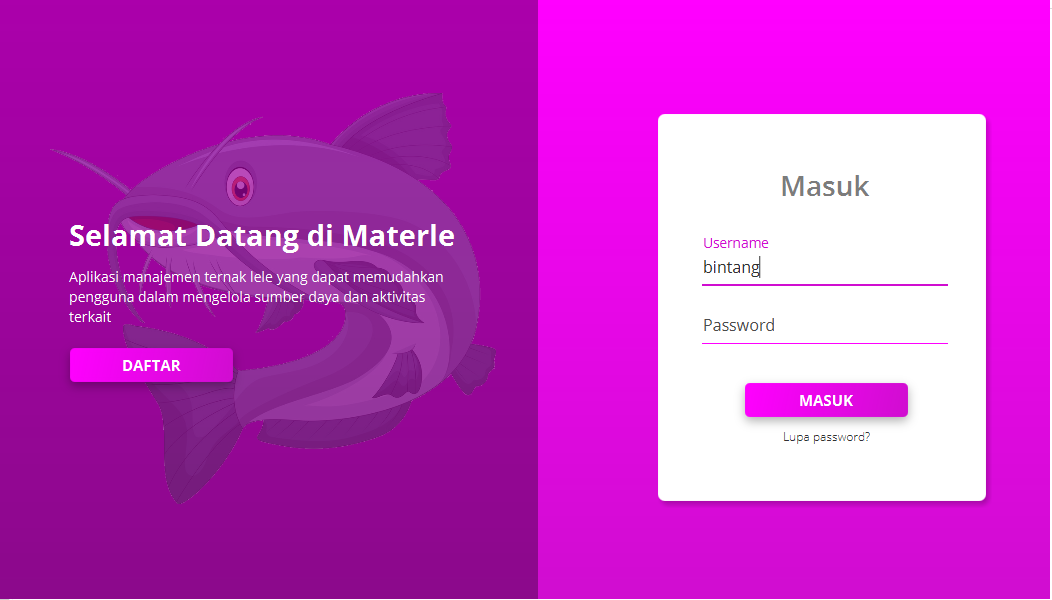 Selamat Datang di Materle
Aplikasi manajemen ternak lele yang dapat memudahkan
pengguna dalam mengelola sumber daya dan aktivitas
terkait
DAFTAR
Masuk
Username
bintang
Password
MASUK
Lupa password?